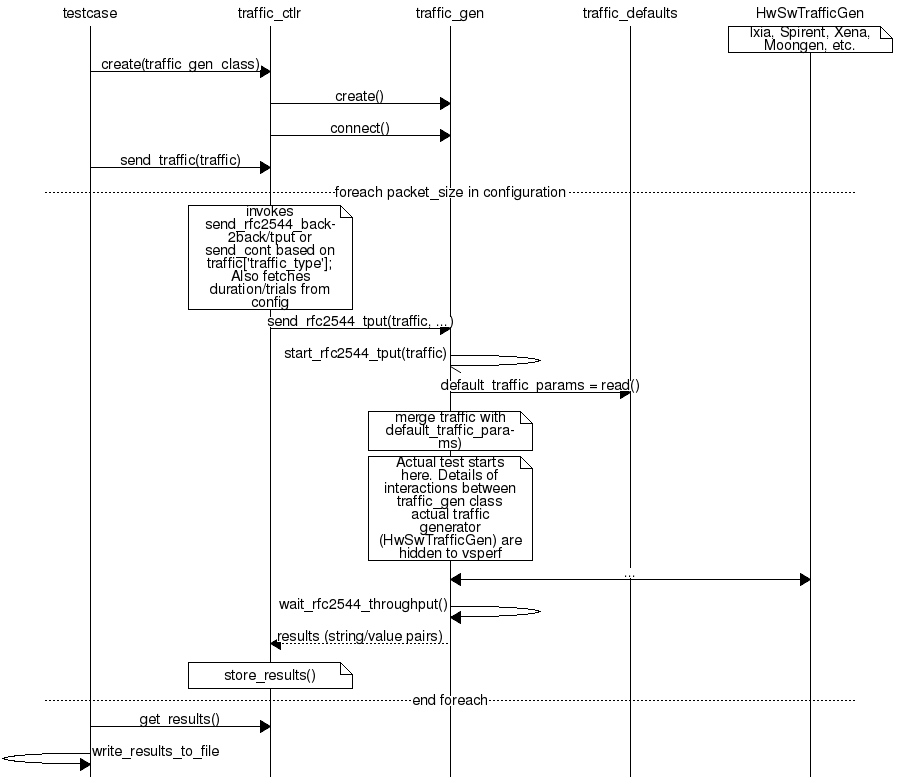 testcase
traffic_ctlr
traffic_gen
traffic_defaults
HwSwTrafficGen
Ixia, Spirent, Xena,
Moongen, etc.
create(traffic_gen_class)
create()
connect()
send_traffic(traffic)
foreach packet_size in configuration
invokes
send_rfc2544_back-
2back/tput or
send_cont based on
traffic['traffic_type'];
Also fetches
duration/trials from
config
send_rfc2544_tput(traffic, ...)
start_rfc2544_tput(traffic)
default_traffic_params = read()
merge traffic with
default_traffic_para-
ms)
Actual test starts
here. Details of
interactions between
traffic_gen class
actual traffic
generator
(HwSwTrafficGen) are
hidden to vsperf
...
wait_rfc2544_throughput()
results (string/value pairs)
store_results()
end foreach
get_results()
write_results_to_file